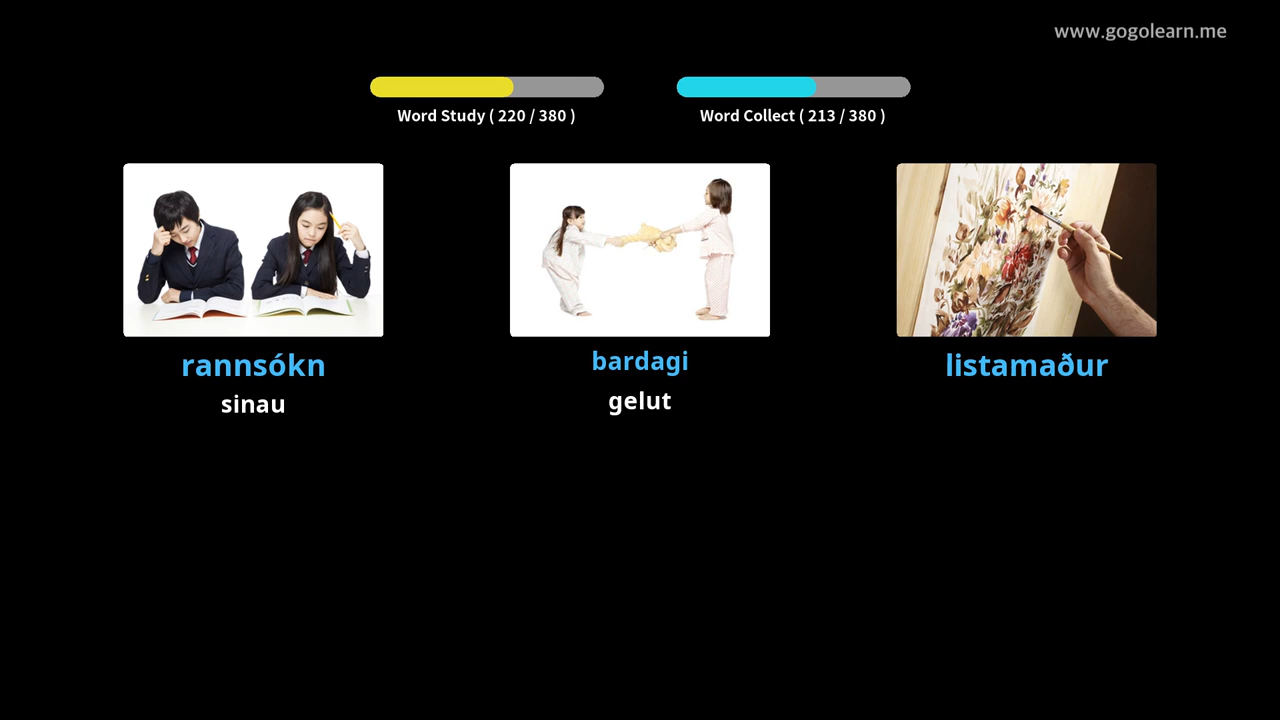 www.gogolearn.me
Word Study ( 220 / 380 )
Word Collect ( 213 / 380 )
rannsókn
sinau
bardagi
gelut
listamaður